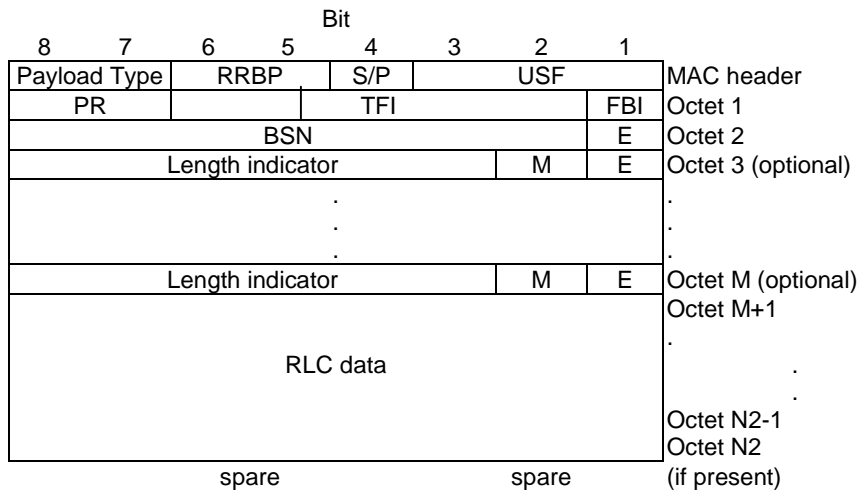 Bit
8 7 6 5 4 3 2 1
Payload Type RRBP S/P USF MAC header
PR TFI FBI Octet 1
BSN E Octet 2
Length indicator M E Octet 3 (optional)
. .
. .
. .
Length indicator M E Octet M (optional)
Octet M+1
.
RLC data .
.
Octet N2-1
Octet N2
spare spare (if present)